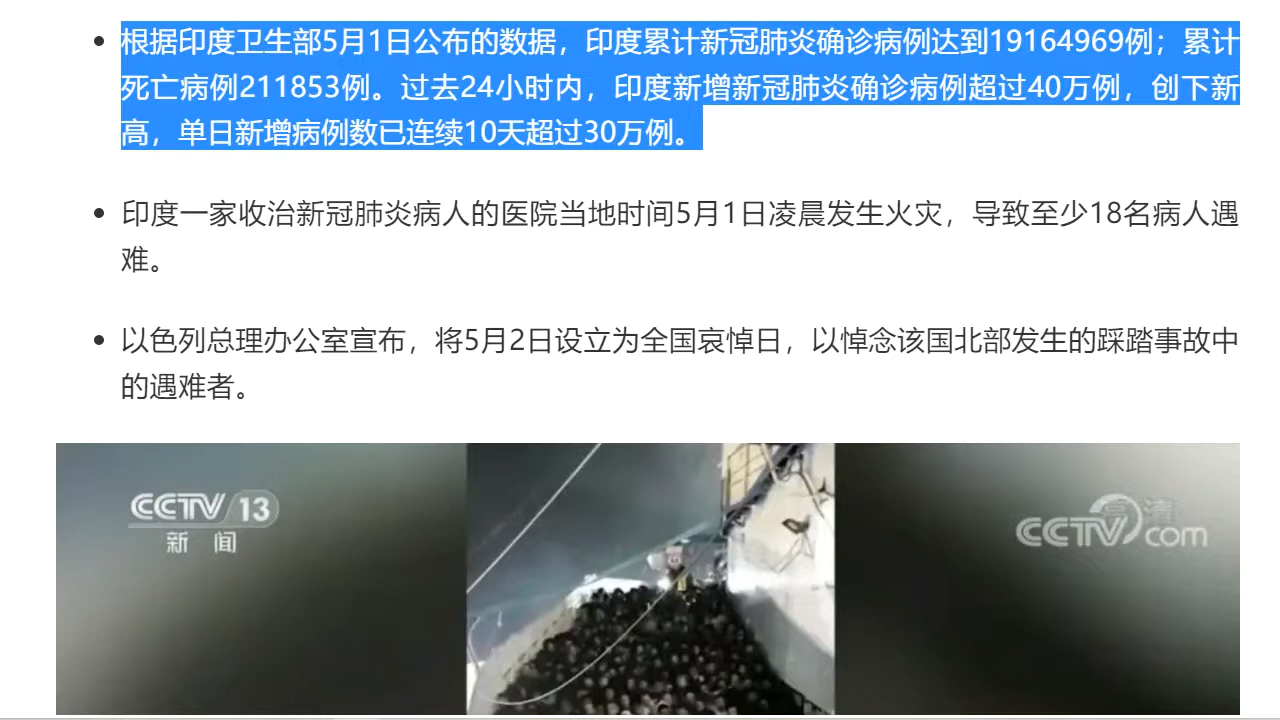 根据印度卫生部5月1日公布的数据，印度累计新冠肺炎确诊病例达到19164969例；累计
死亡病例211853例。过去24小时内，印度新增新冠肺炎确诊病例超过40万例，创下新
高，单日新增病例数已连续10天超过30万例。
印度一家收治新冠肺炎病人的医院当地时间5月1日凌晨发生火灾，导致至少18名病人遇
难。
以色列总理办公室宣布，将5月2日设立为全国哀悼日，以悼念该国北部发生的踩踏事故中
的遇难者。
CCTV 13
新闻
高清
CCTV com